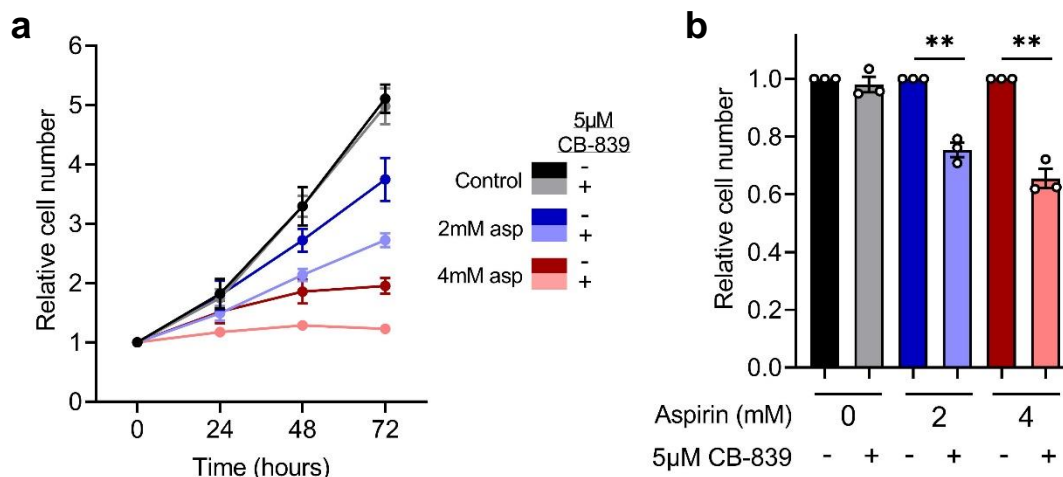 a
6
5
4
3
2
1
0
Relative cell number
0 24 48 72
Time (hours)
5µM
CB-839
Control - +
2mM asp - +
4mM asp - +
b
** **
1.0
0.8
0.6
0.4
0.2
0.0
Relative cell number
Aspirin (mM) 0 2 4
5µM CB-839 - + - + - +